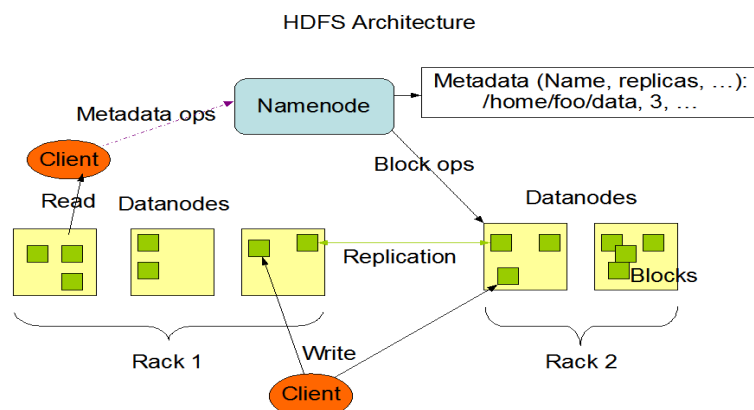 HDFS Architecture
Metadata (Name, replicas, …):
/home/foo/data, 3, …
Namenode
Metadata ops
Client
Block ops
Read
Datanodes
Datanodes
Replication
Blocks
Rack 1
Write
Rack 2
Client